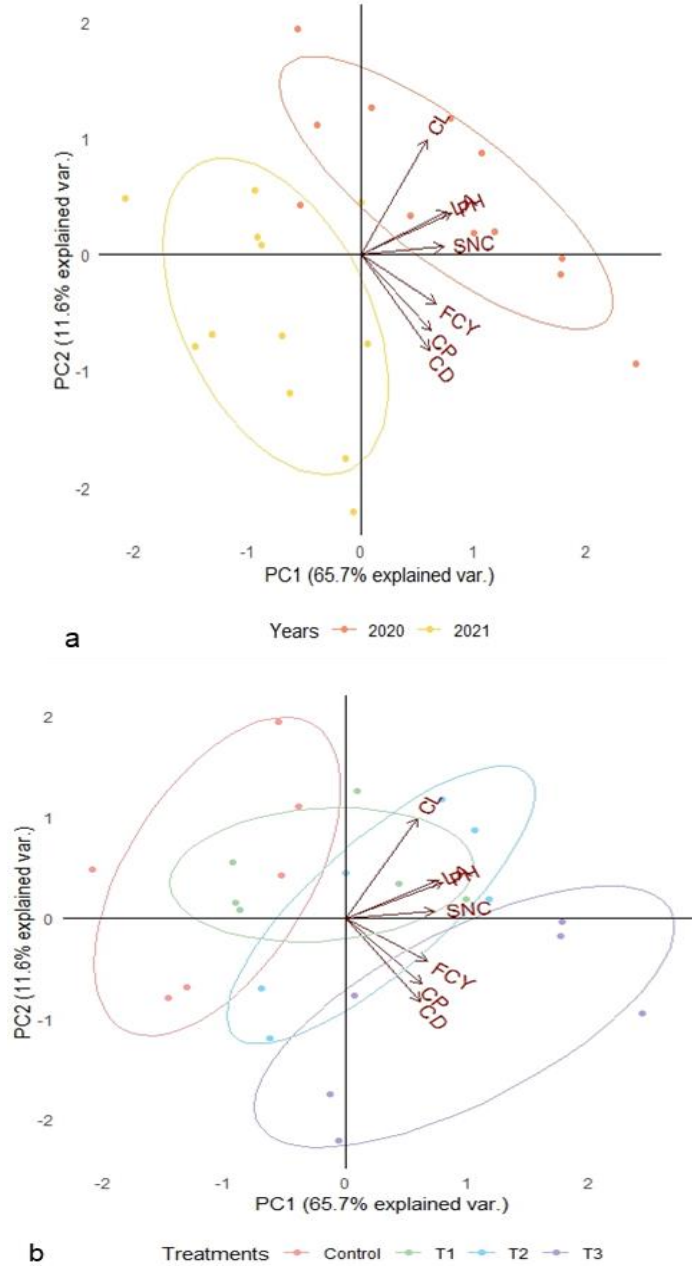 2
1
0
-1
-2
PC2 (11.6% explained var.)
CL
PH
SNC
FCY
CP
CD
-2 -1 0 1 2
PC1 (65.7% explained var.)
a
Years 2020 2021
2
1
0
-1
-2
PC2 (11.6% explained var.)
CL
PH
SNC
FCY
CP
CD
-2 -1 0 1 2
PC1 (65.7% explained var.)
b
Treatments Control T1 T2 T3